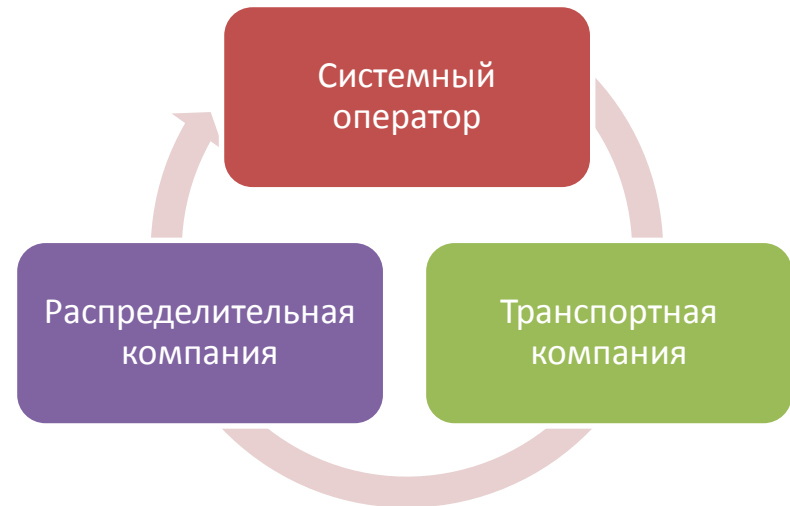 Системный
оператор
Распределительная
компания
Транспортная
компания